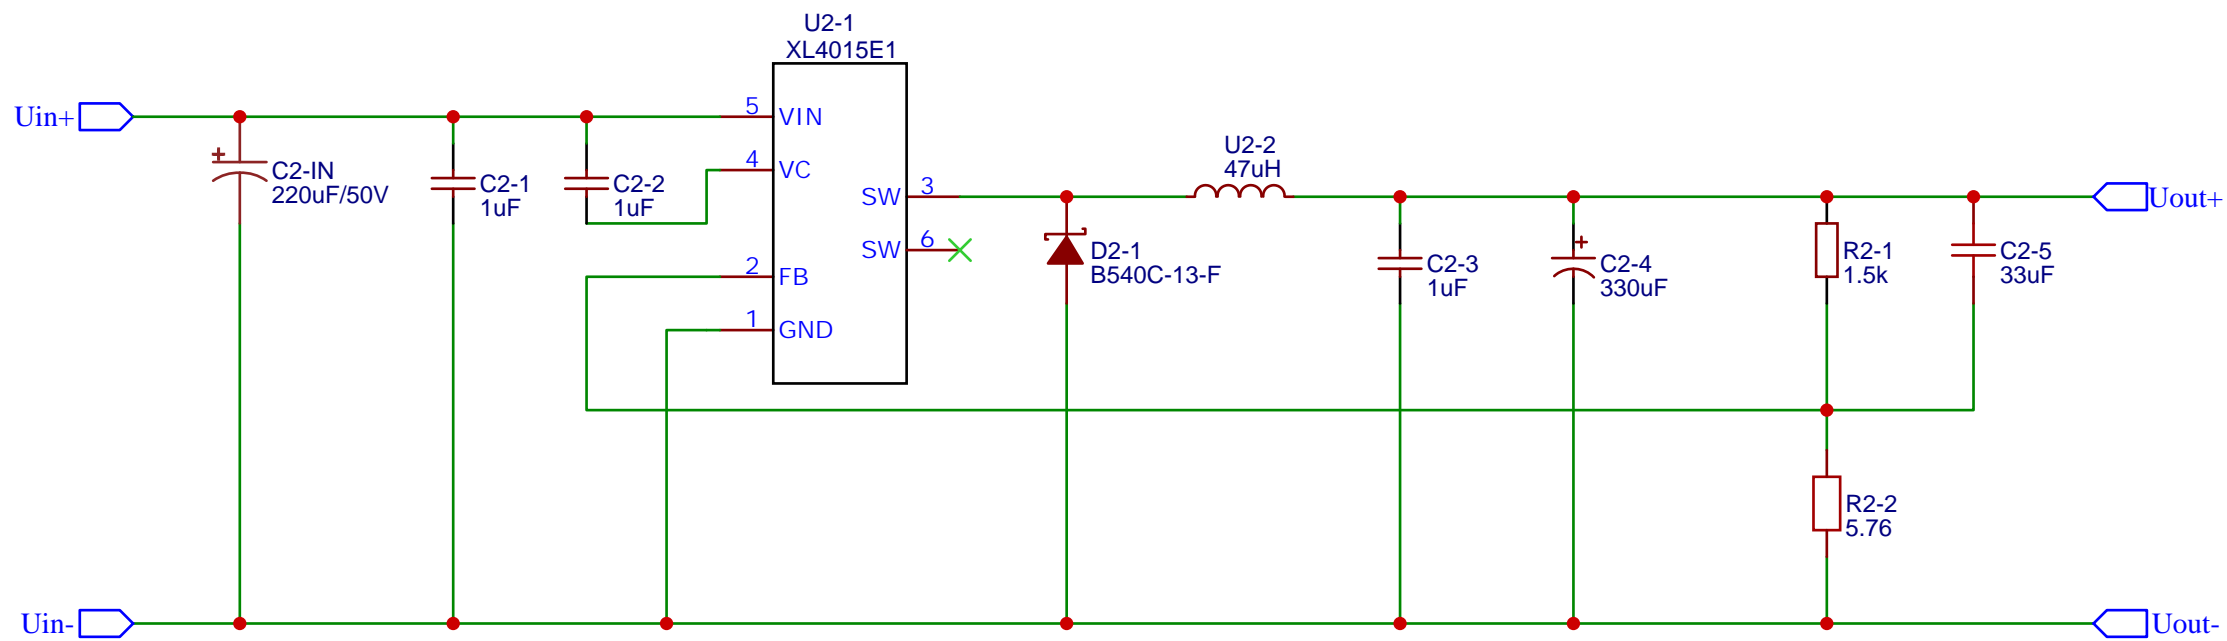 U2-1
XL4015E1
Uin+
5
VIN
4
VC
C2-IN
220uF/50V
C2-1
1uF
C2-2
1uF
SW
3
SW
6
2
FB
1
GND
U2-2
47uH
Uout+
D2-1
B540C-13-F
C2-3
1uF
+
C2-4
330uF
R2-1
1.5k
C2-5
33uF
R2-2
5.76
Uin-
Uout-
+